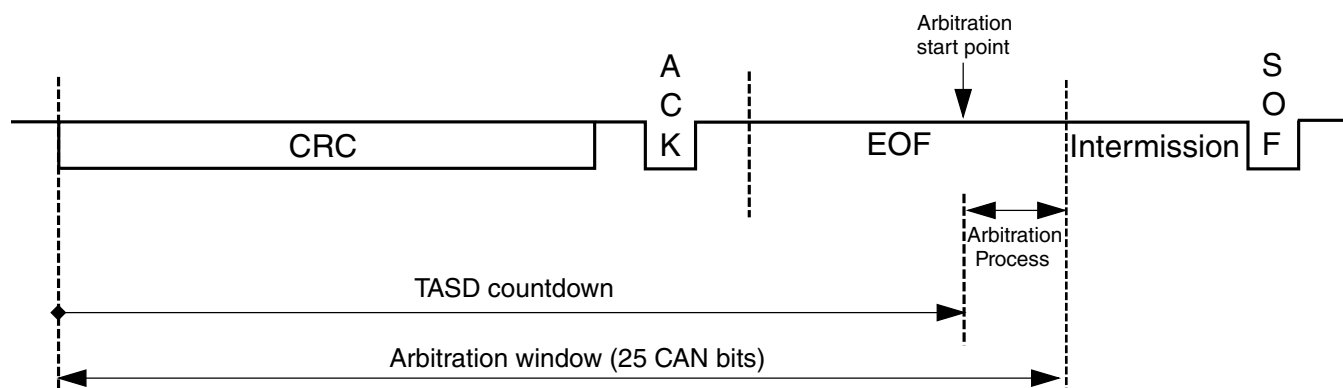 Arbitration
start point
A
C
K
S
O
F
CRC
EOF
Intermission
Arbitration
Process
TASD countdown
Arbitration window (25 CAN bits)